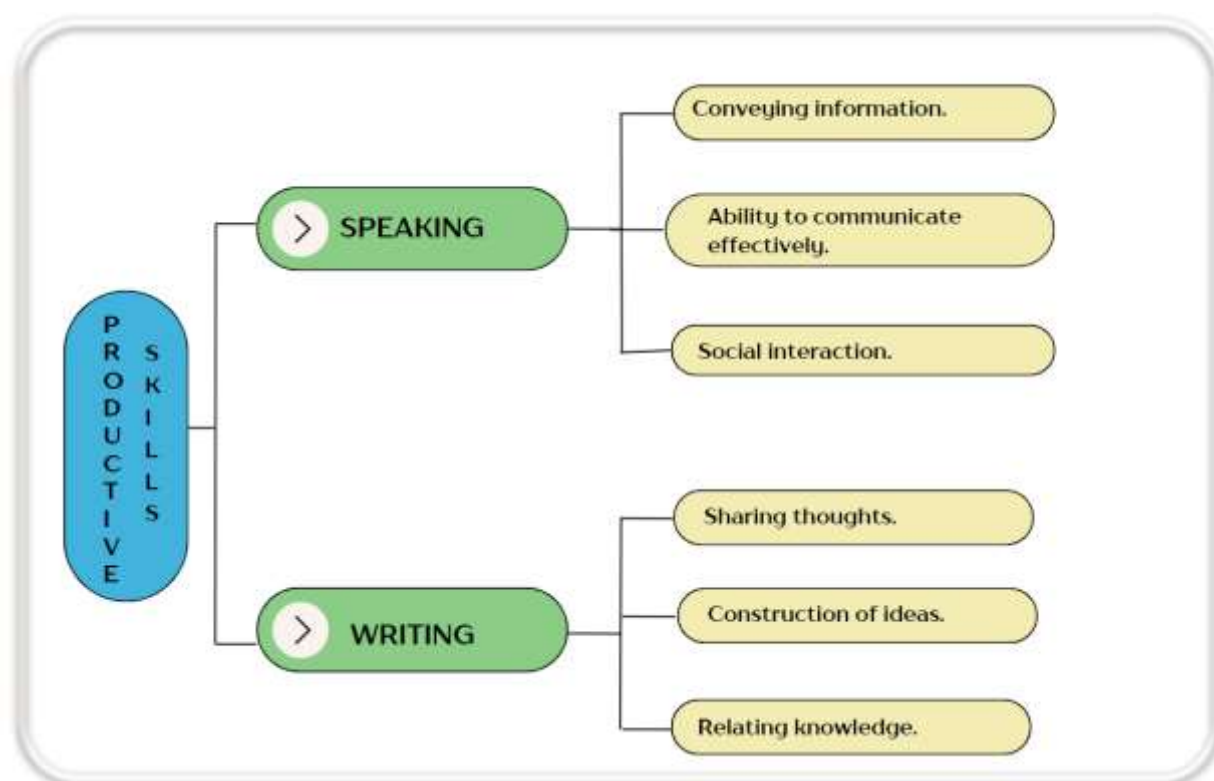 PRODUCTIVE
SKILLS
SPEAKING
Conveying information.
Ability to communicate
effectively.
Social interaction.
WRITING
Sharing thoughts.
Construction of ideas.
Relating knowledge.